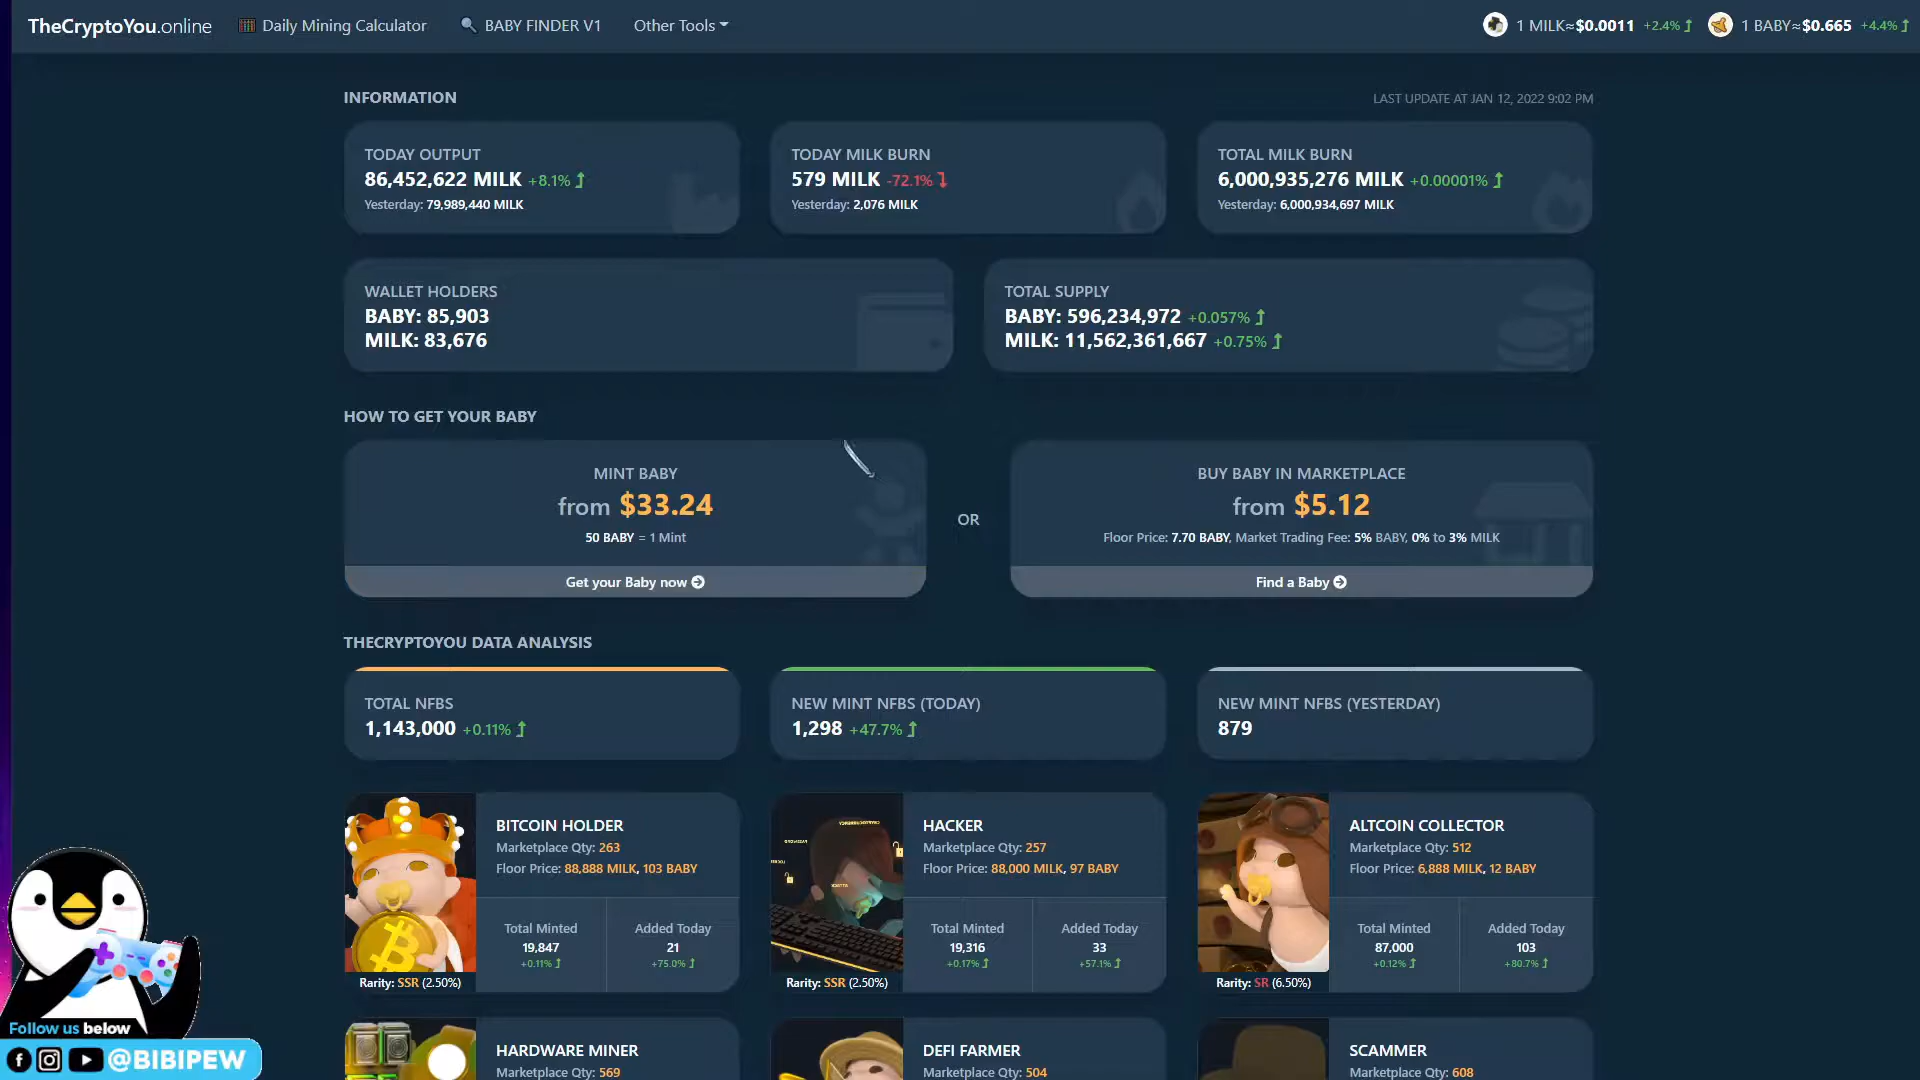 TheCryptoYou.online
Daily Mining Calculator
BABY FINDER V1
Other Tools
1 MILK≈$0.0011 +2.4%
1 BABY≈$0.665 +4.4%
INFORMATION
LAST UPDATE AT JAN 12, 2022 9:02 PM
TODAY OUTPUT
86,452,622 MILK +8.1%
Yesterday: 79,989,440 MILK
TODAY MILK BURN
579 MILK -72.1%
Yesterday: 2,076 MILK
TOTAL MILK BURN
6,000,935,276 MILK +0.00001%
Yesterday: 6,000,934,697 MILK
WALLET HOLDERS
BABY: 85,903
MILK: 83,676
TOTAL SUPPLY
BABY: 596,234,972 +0.057%
MILK: 11,562,361,667 +0.75%
HOW TO GET YOUR BABY
MINT BABY
from $33.24
50 BABY = 1 Mint
Get your Baby now
OR
BUY BABY IN MARKETPLACE
from $5.12
Floor Price: 7.70 BABY, Market Trading Fee: 5% BABY, 0% to 3% MILK
Find a Baby
THECRYPTOYOU DATA ANALYSIS
TOTAL NFBS
1,143,000 +0.11%
NEW MINT NFBS (TODAY)
1,298 +47.7%
NEW MINT NFBS (YESTERDAY)
879
BITCOIN HOLDER
Marketplace Qty: 263
Floor Price: 88,888 MILK, 103 BABY
Total Minted
19,847
+0.11%
Added Today
21
+75.0%
Rarity: SSR (2.50%)
HACKER
Marketplace Qty: 257
Floor Price: 88,000 MILK, 97 BABY
Total Minted
19,316
+0.17%
Added Today
33
+57.1%
Rarity: SSR (2.50%)
ALTCOIN COLLECTOR
Marketplace Qty: 512
Floor Price: 6,888 MILK, 12 BABY
Total Minted
87,000
+0.12%
Added Today
103
+80.7%
Rarity: SR (6.50%)
HARDWARE MINER
Marketplace Qty: 569
DEFI FARMER
Marketplace Qty: 504
SCAMMER
Marketplace Qty: 608
Follow us below
@BIBIPEW